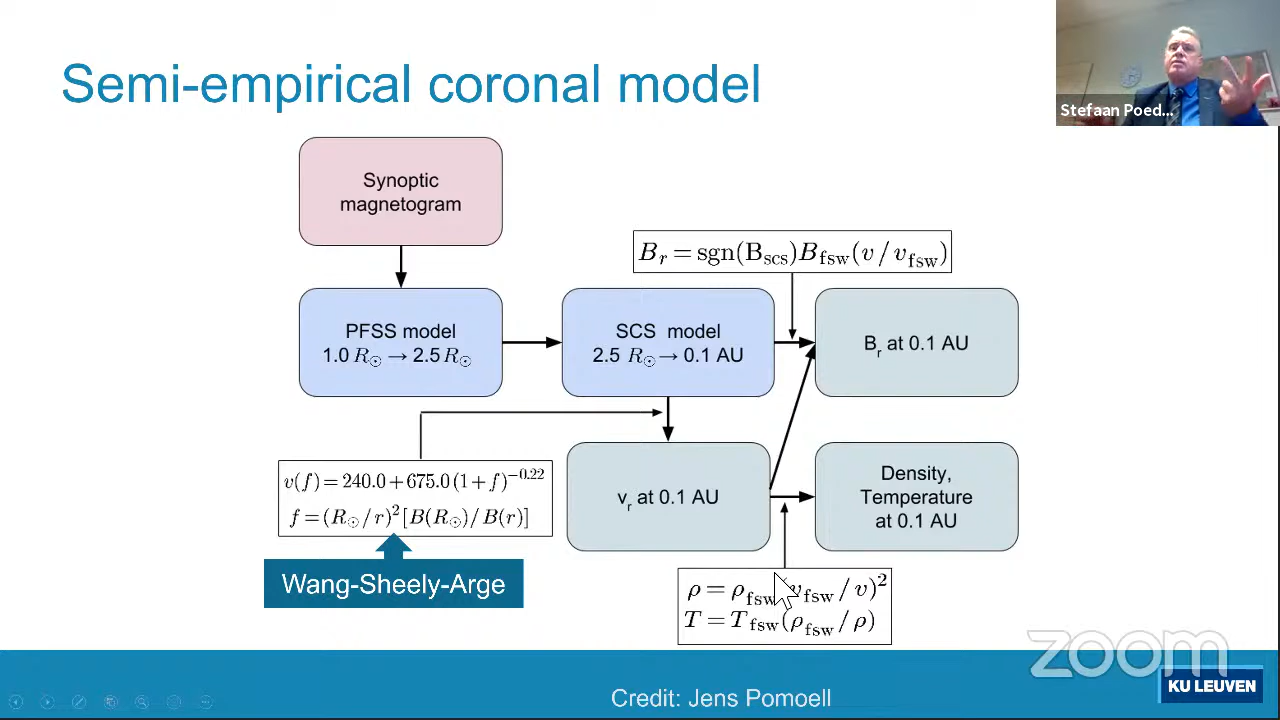 Semi-empirical coronal model
Stefaan Poed...
Synoptic
magnetogram
B_r = sgn(B_scs)B_fsw(v / v_fsw)
PFSS model
1.0 R_⊙ → 2.5 R_⊙
SCS model
2.5 R_⊙ → 0.1 AU
B_r at 0.1 AU
v(f) = 240.0 + 675.0 (1 + f)^−0.22
f = (R_⊙ / r)^2 [B(R_⊙) / B(r)]
v_r at 0.1 AU
Density,
Temperature
at 0.1 AU
Wang-Sheely-Arge
ρ = ρ_fsw v_fsw / v)^2
T = T_fsw(ρ_fsw / ρ)
zoom
Credit: Jens Pomoell
KU LEUVEN